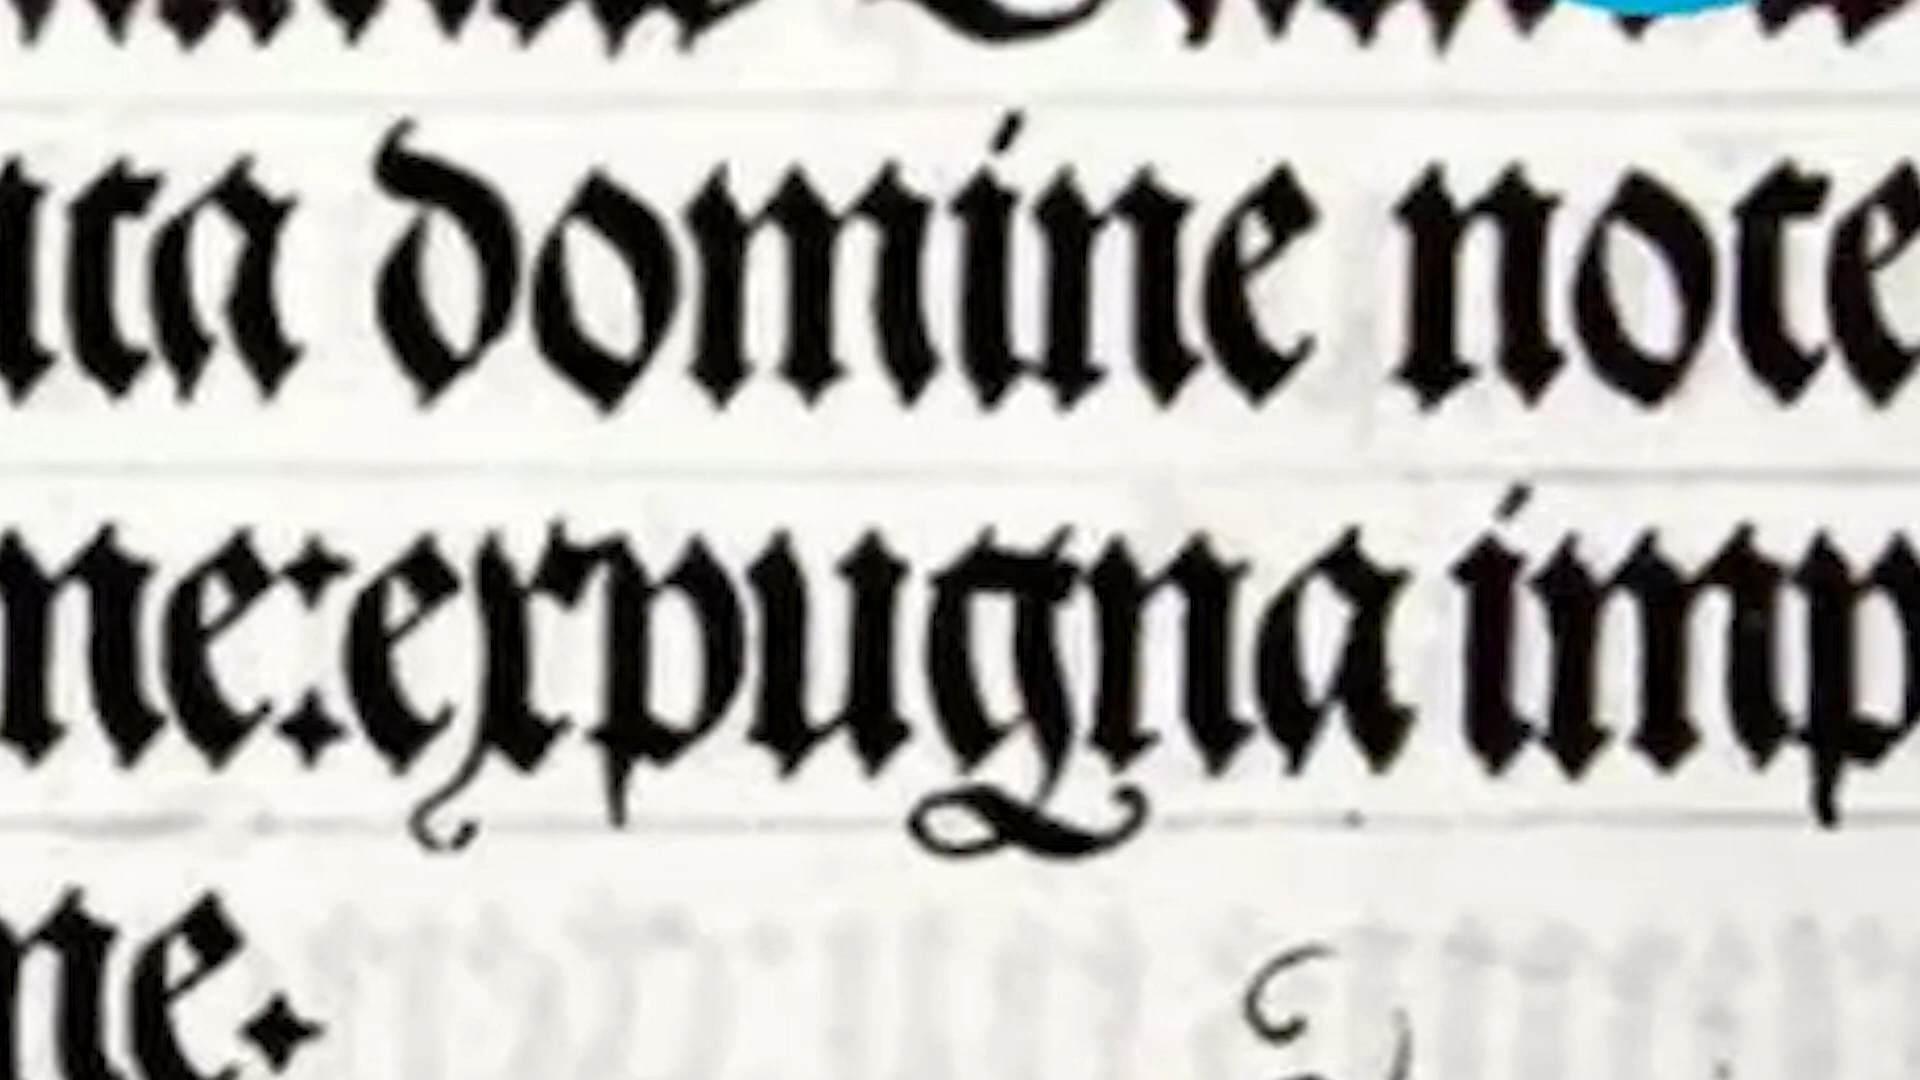 ica domine noce
ne: expugna imp
ne.